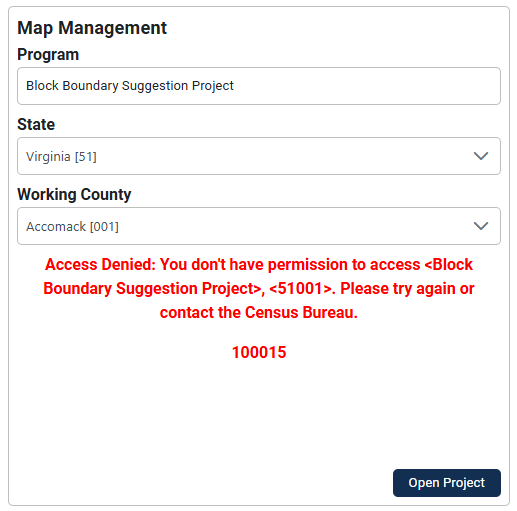 Map Management
Program
Block Boundary Suggestion Project
State
Virginia [51]
Working County
Accomack [001]
Access Denied: You don't have permission to access <Block
Boundary Suggestion Project>, <51001>. Please try again or
contact the Census Bureau.
100015
Open Project